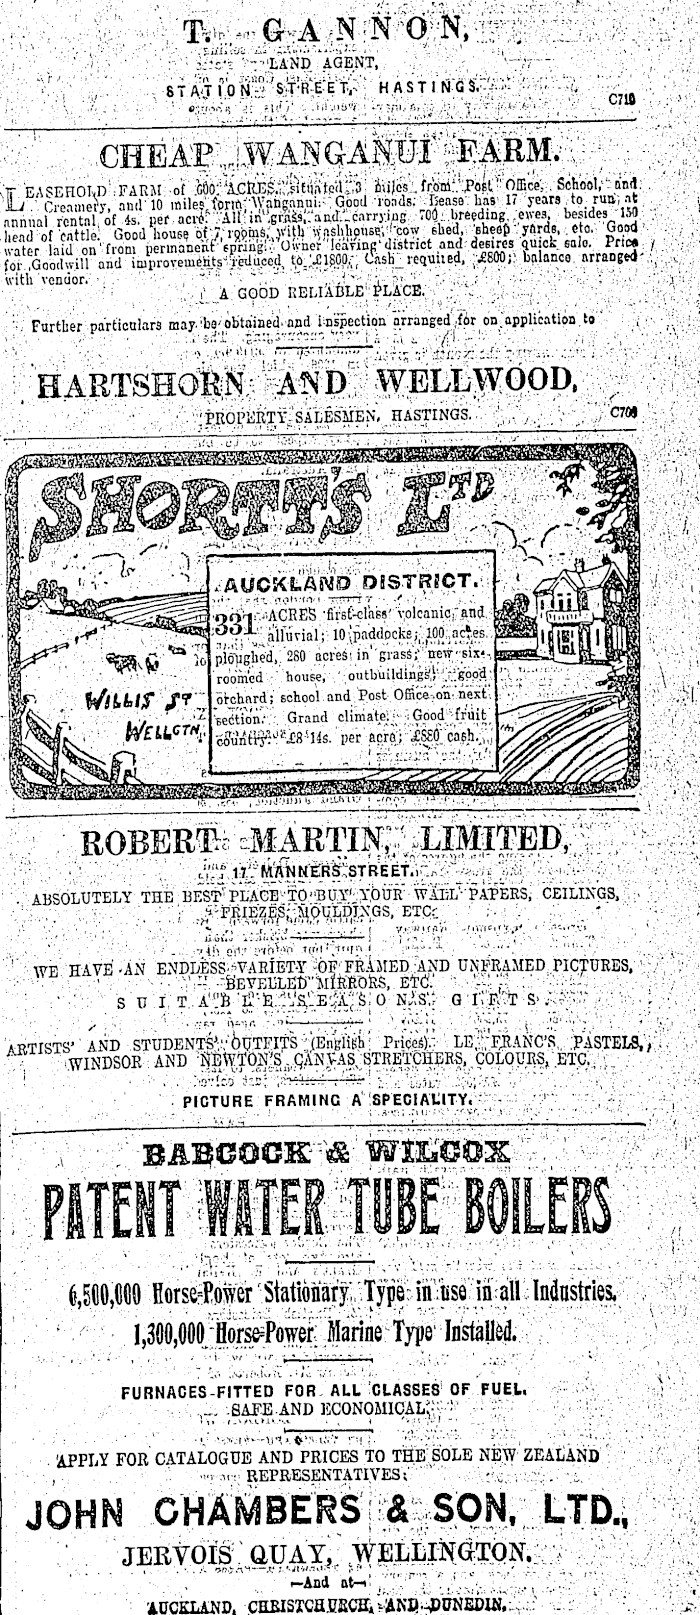 T. GANNON,
LAND AGENT,
STATION STREET, HASTINGS.
C710
CHEAP WANGANUI FARM.
LEASEHOLD FARM of 600 ACRES, situated 3 miles from Post Office, School, and
Creamery, and 10 miles form Wanganui. Good roads. Lease has 17 years to run, at
annual rental of 4s. per acre. All in grass, and carrying 700 breeding ewes, besides 150
head of cattle. Good house of 7 rooms, with washhouse, cow shed, sheep yards, etc. Good
water laid on from permanent spring. Owner leaving district and desires quick sale. Price
for Goodwill and improvements reduced to £1800. Cash required, £800; balance arranged
with vendor.
A GOOD RELIABLE PLACE.
Further particulars may be obtained and inspection arranged for on application to
HARTSHORN AND WELLWOOD,
PROPERTY SALESMEN, HASTINGS.
SHORTT'S LTD
AUCKLAND DISTRICT.
331 ACRES first-class volcanic and
alluvial; 10 paddocks; 100 acres
ploughed, 280 acres in grass; new six-
roomed house, outbuildings; good
orchard; school and Post Office on next
section. Grand climate. Good fruit
country. £8 14s. per acre; £880 cash.
WILLIS ST
WELLGTN.
ROBERT MARTIN, LIMITED,
17 MANNERS STREET.
ABSOLUTELY THE BEST PLACE TO BUY YOUR WALL PAPERS, CEILINGS,
FRIEZES, MOULDINGS, ETC.
WE HAVE AN ENDLESS VARIETY OF FRAMED AND UNFRAMED PICTURES,
BEVELLED MIRRORS, ETC.
SUITABLE SEASONS GIFTS.
ARTISTS' AND STUDENTS' OUTFITS (English Prices). LE FRANC'S PASTELS,
WINDSOR AND NEWTON'S CANVAS STRETCHERS, COLOURS, ETC.
PICTURE FRAMING A SPECIALITY.
BABCOCK & WILCOX
PATENT WATER TUBE BOILERS
6,500,000 Horse-Power Stationary Type in use in all Industries.
1,300,000 Horse-Power Marine Type Installed.
FURNACES FITTED FOR ALL CLASSES OF FUEL.
SAFE AND ECONOMICAL.
APPLY FOR CATALOGUE AND PRICES TO THE SOLE NEW ZEALAND
REPRESENTATIVES:
JOHN CHAMBERS & SON, LTD.,
JERVOIS QUAY, WELLINGTON.
—And at—
AUCKLAND, CHRISTCHURCH, AND DUNEDIN.